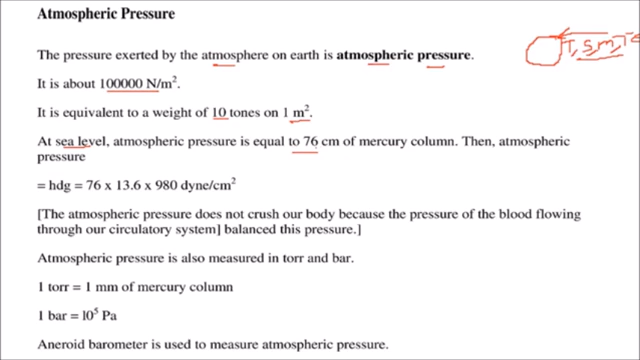 Atmospheric Pressure
The pressure exerted by the atmosphere on earth is atmospheric pressure.
It is about 100000 N/m².
It is equivalent to a weight of 10 tones on 1 m².
At sea level, atmospheric pressure is equal to 76 cm of mercury column. Then, atmospheric
pressure
= hdg = 76 x 13.6 x 980 dyne/cm²
[The atmospheric pressure does not crush our body because the pressure of the blood flowing
through our circulatory system] balanced this pressure.]
Atmospheric pressure is also measured in torr and bar.
1 torr = 1 mm of mercury column
1 bar = 10⁵ Pa
Aneroid barometer is used to measure atmospheric pressure.